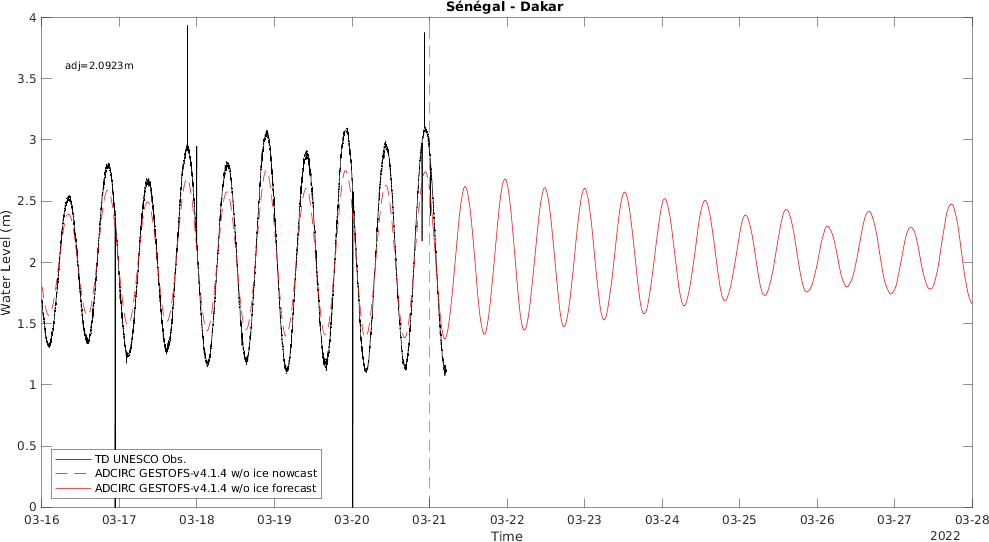 Sénégal - Dakar
adj=2.0923m
Water Level (m)
4
3.5
3
2.5
2
1.5
1
0.5
0
TD UNESCO Obs.
ADCIRC GESTOFS-v4.1.4 w/o ice nowcast
ADCIRC GESTOFS-v4.1.4 w/o ice forecast
03-16 03-17 03-18 03-19 03-20 03-21 03-22 03-23 03-24 03-25 03-26 03-27 03-28
Time
2022